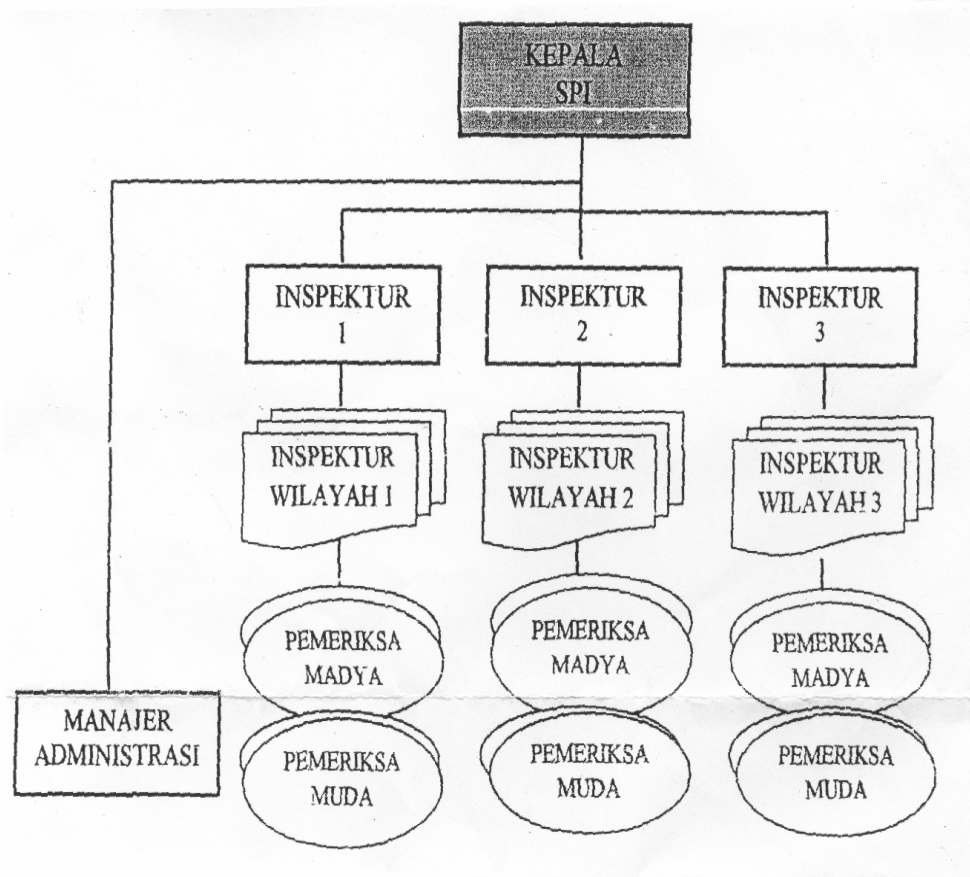 KEPALA
SPI
INSPEKTUR
1
INSPEKTUR
2
INSPEKTUR
3
INSPEKTUR
WILAYAH 1
INSPEKTUR
WILAYAH 2
INSPEKTUR
WILAYAH 3
PEMERIKSA
MADYA
PEMERIKSA
MADYA
PEMERIKSA
MADYA
MANAJER
ADMINISTRASI
PEMERIKSA
MUDA
PEMERIKSA
MUDA
PEMERIKSA
MUDA